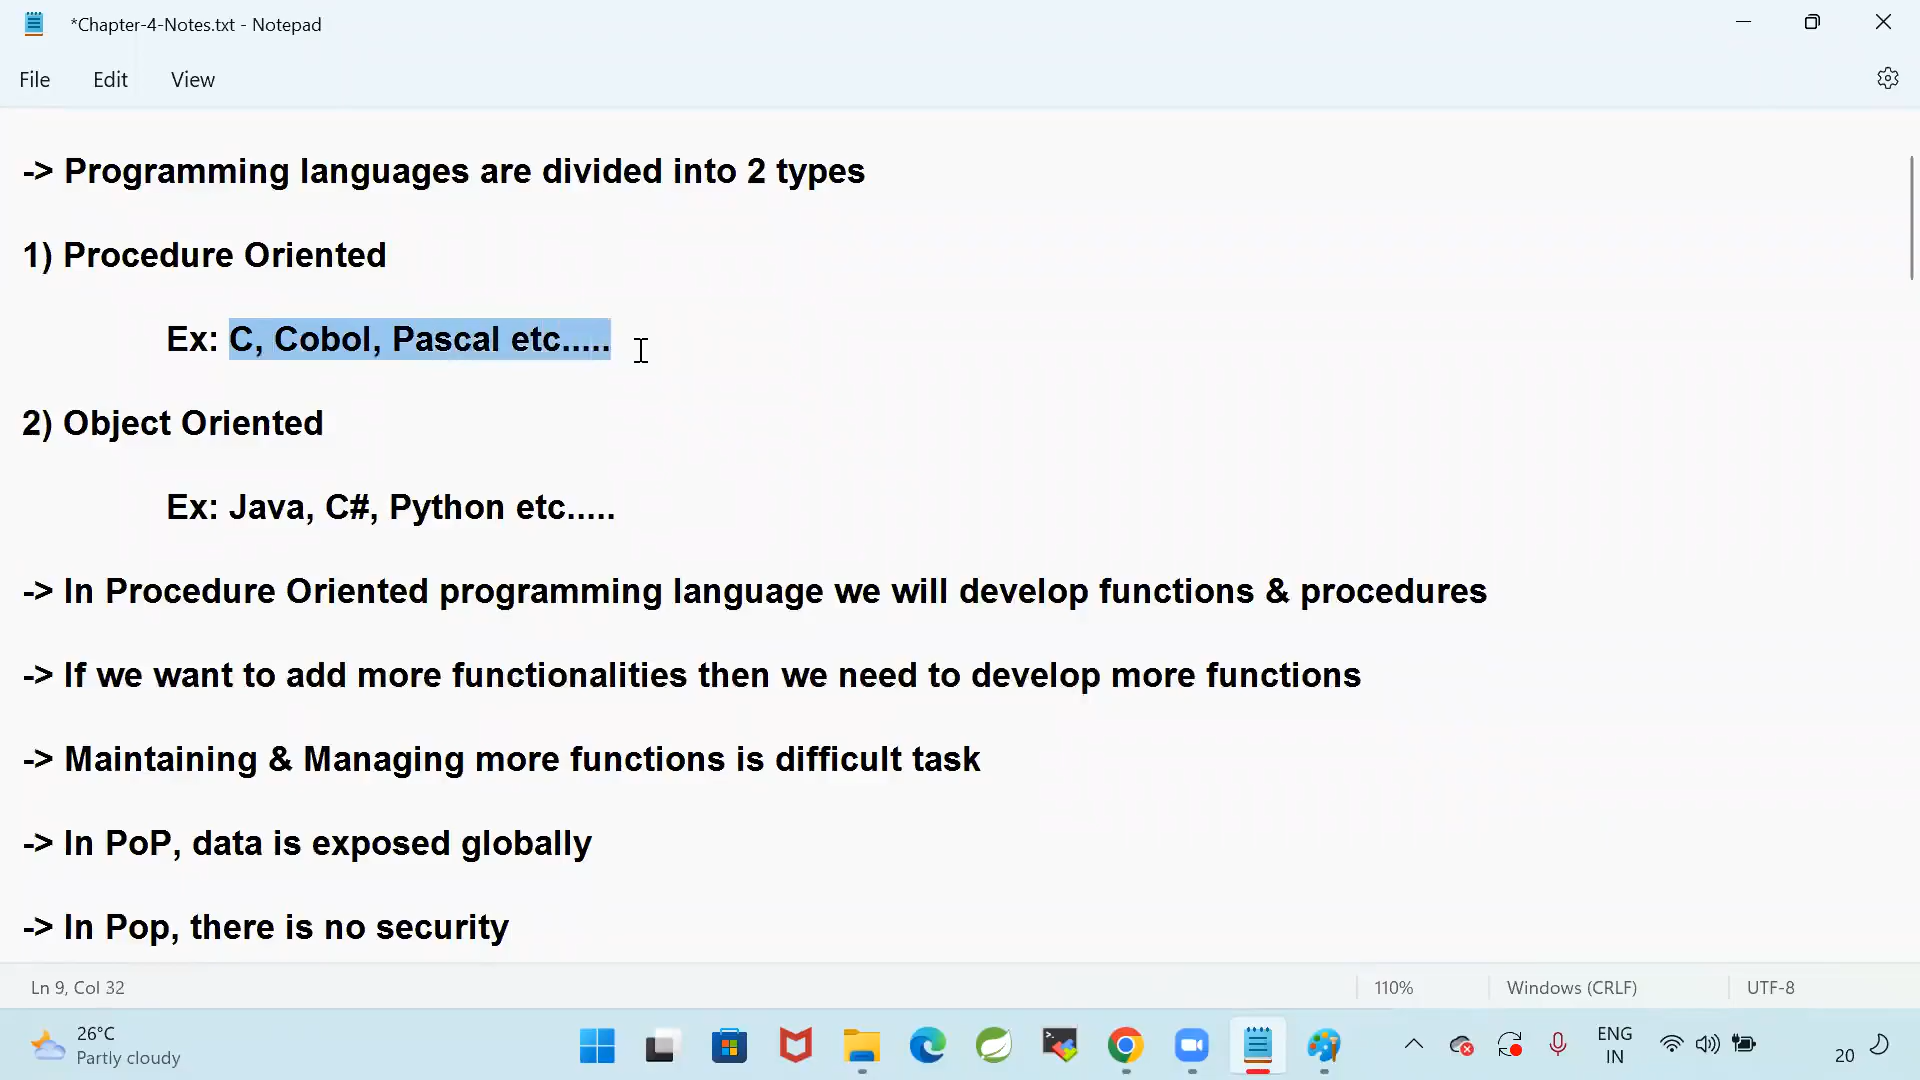 *Chapter-4-Notes.txt - Notepad
File Edit View
-> Programming languages are divided into 2 types
1) Procedure Oriented
Ex: C, Cobol, Pascal etc.....
2) Object Oriented
Ex: Java, C#, Python etc.....
-> In Procedure Oriented programming language we will develop functions & procedures
-> If we want to add more functionalities then we need to develop more functions
-> Maintaining & Managing more functions is difficult task
-> In PoP, data is exposed globally
-> In Pop, there is no security
Ln 9, Col 32 110% Windows (CRLF) UTF-8
26°C
Partly cloudy
ENG
IN
20